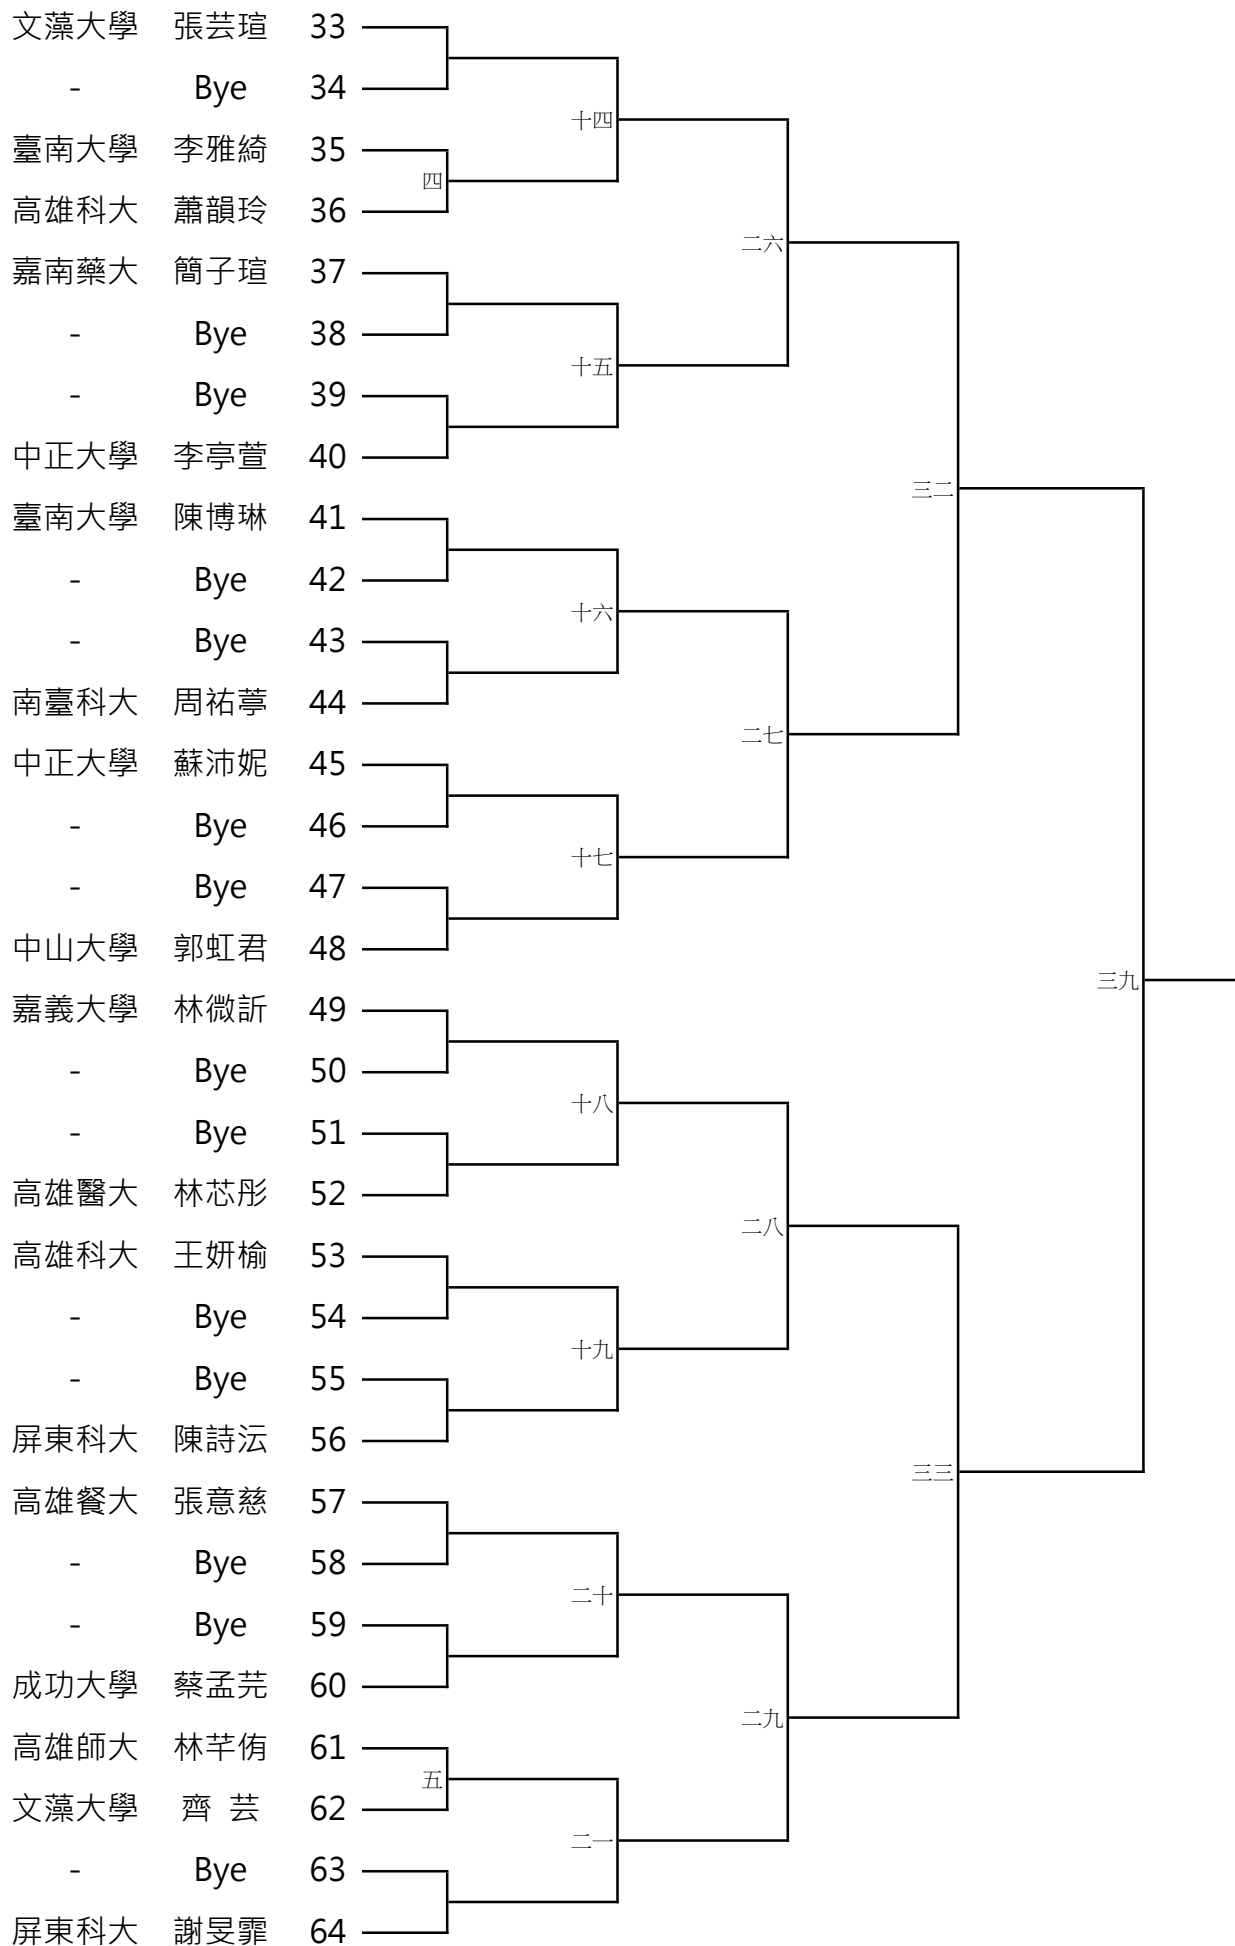 文藻大學 張芸瑄 33
- Bye 34
十四
臺南大學 李雅綺 35
四
高雄科大 蕭韻玲 36
二六
嘉南藥大 簡子瑄 37
- Bye 38
十五
- Bye 39
中正大學 李亭萱 40
三二
臺南大學 陳博琳 41
- Bye 42
十六
- Bye 43
南臺科大 周祐葶 44
二七
中正大學 蘇沛妮 45
- Bye 46
十七
- Bye 47
中山大學 郭虹君 48
三九
嘉義大學 林微訢 49
- Bye 50
十八
- Bye 51
高雄醫大 林芯彤 52
二八
高雄科大 王妍榆 53
- Bye 54
十九
- Bye 55
屏東科大 陳詩沄 56
三三
高雄餐大 張意慈 57
- Bye 58
二十
- Bye 59
成功大學 蔡孟芫 60
二九
高雄師大 林芊侑 61
五
文藻大學 齊 芸 62
二一
- Bye 63
屏東科大 謝旻霏 64